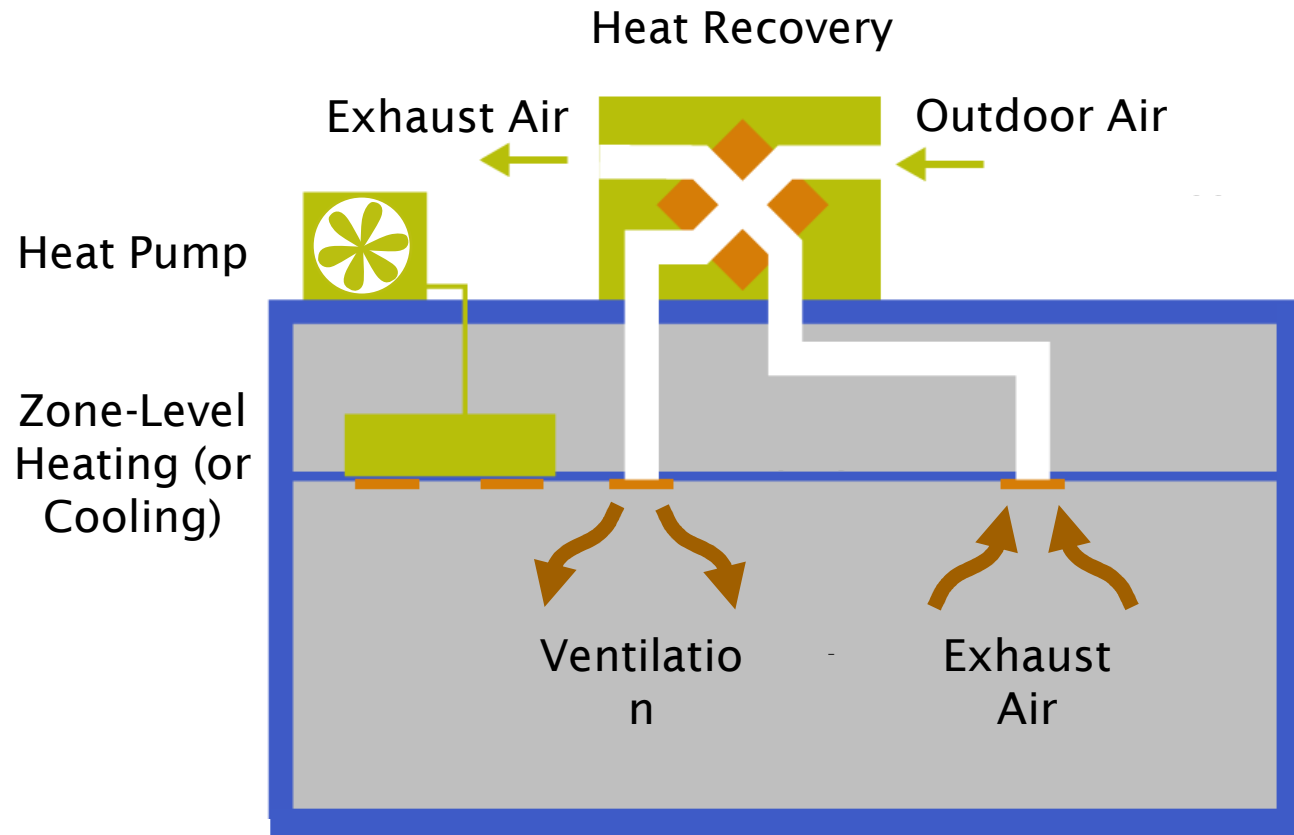 Heat Recovery
Exhaust Air
Outdoor Air
Heat Pump
Zone-Level
Heating (or
Cooling)
Ventilatio
n
Exhaust
Air